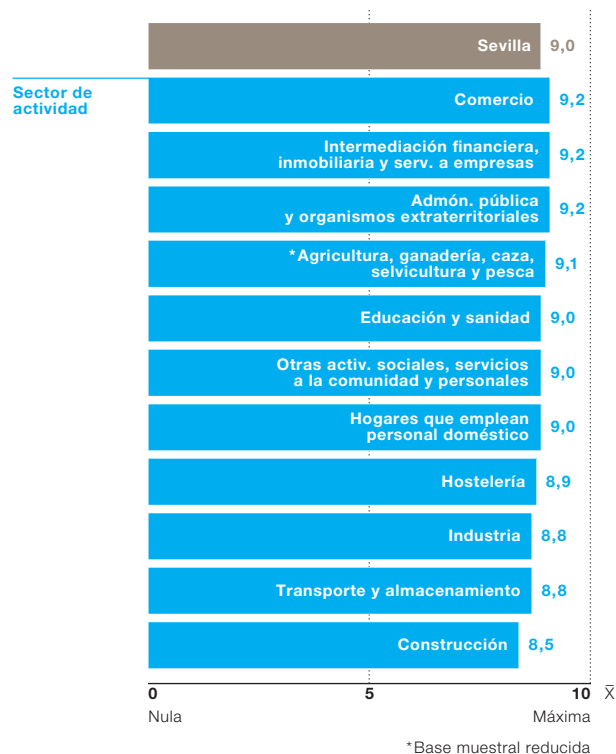 Sevilla 9,0
Sector de
actividad
Comercio 9,2
Intermediación financiera,
inmobiliaria y serv. a empresas 9,2
Admón. pública
y organismos extraterritoriales 9,2
*Agricultura, ganadería, caza,
selvicultura y pesca 9,1
Educación y sanidad 9,0
Otras activ. sociales, servicios
a la comunidad y personales 9,0
Hogares que emplean
personal doméstico 9,0
Hostelería 8,9
Industria 8,8
Transporte y almacenamiento 8,8
Construcción 8,5
0 5 10 X̅
Nula Máxima
*Base muestral reducida